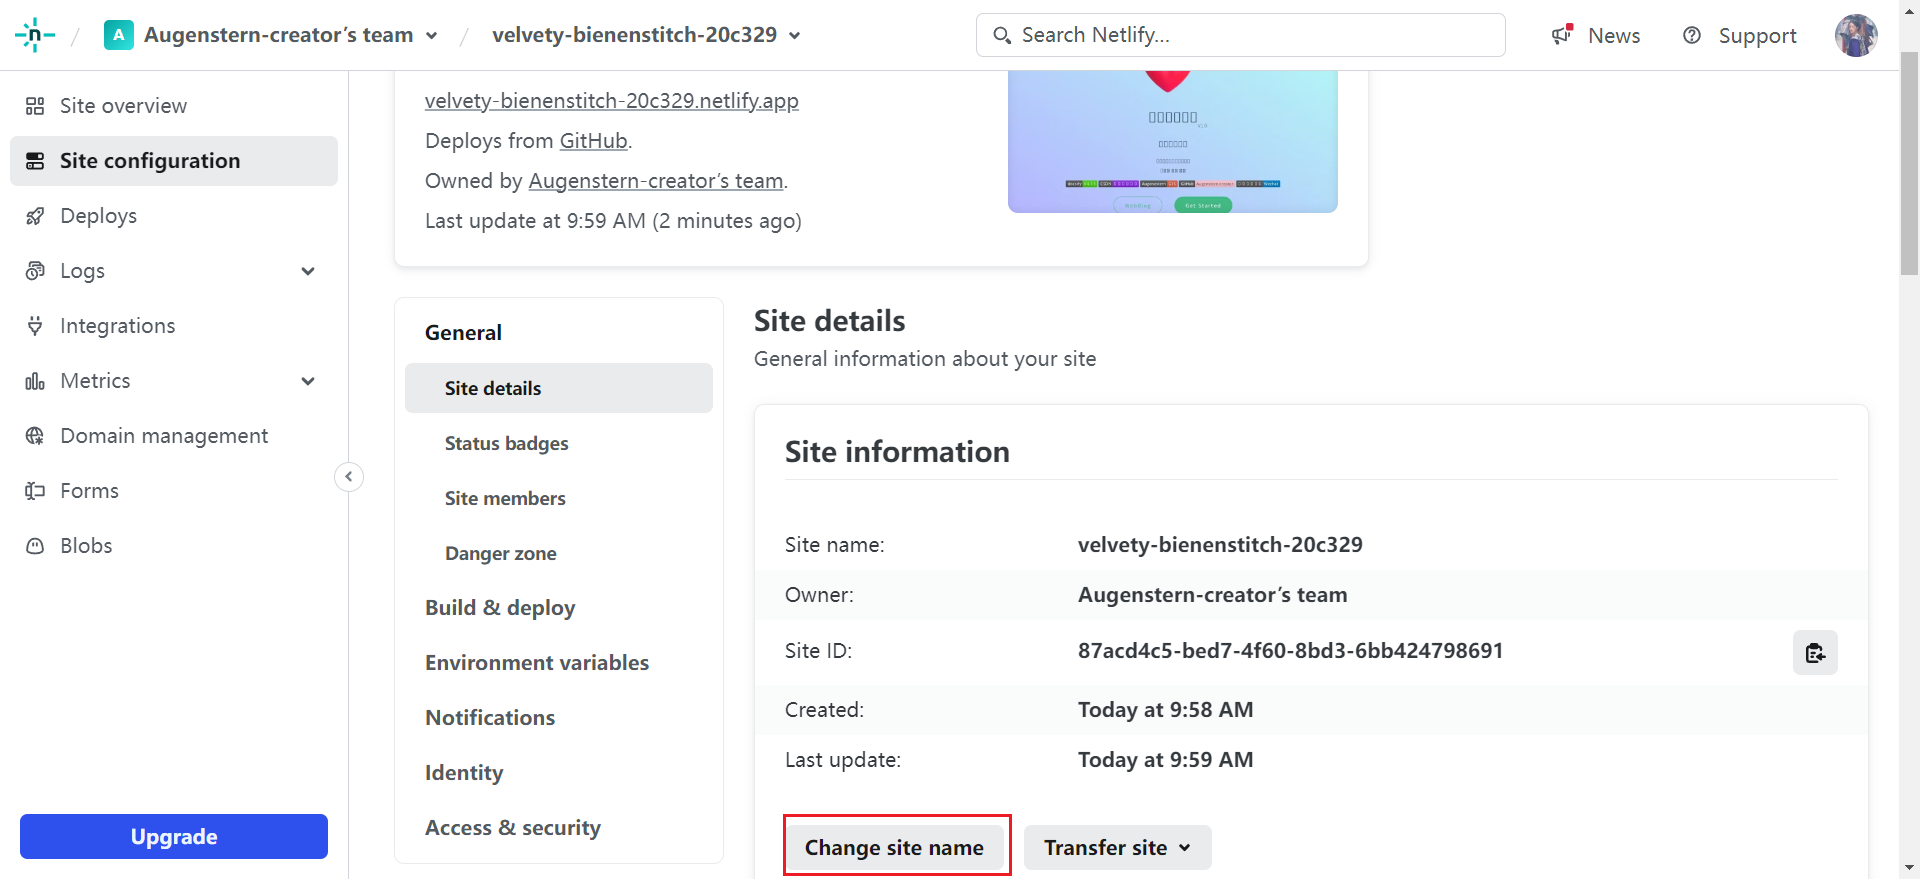 n / A Augenstern-creator’s team / velvety-bienenstitch-20c329
Search Netlify...
News
Support
Site overview
Site configuration
Deploys
Logs
Integrations
Metrics
Domain management
Forms
Blobs
Upgrade
velvety-bienenstitch-20c329.netlify.app
Deploys from GitHub.
Owned by Augenstern-creator’s team.
Last update at 9:59 AM (2 minutes ago)
Get Started
General
Site details
Status badges
Site members
Danger zone
Build & deploy
Environment variables
Notifications
Identity
Access & security
Site details
General information about your site
Site information
Site name: velvety-bienenstitch-20c329
Owner: Augenstern-creator’s team
Site ID: 87acd4c5-bed7-4f60-8bd3-6bb424798691
Created: Today at 9:58 AM
Last update: Today at 9:59 AM
Change site name
Transfer site